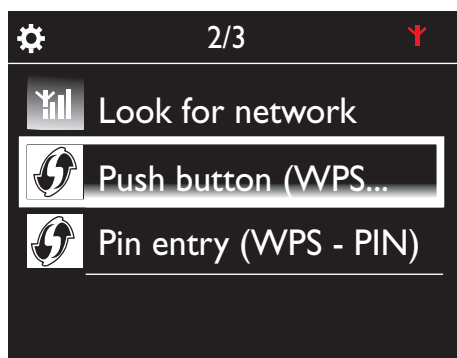 2/3
Look for network
Push button (WPS...
Pin entry (WPS - PIN)